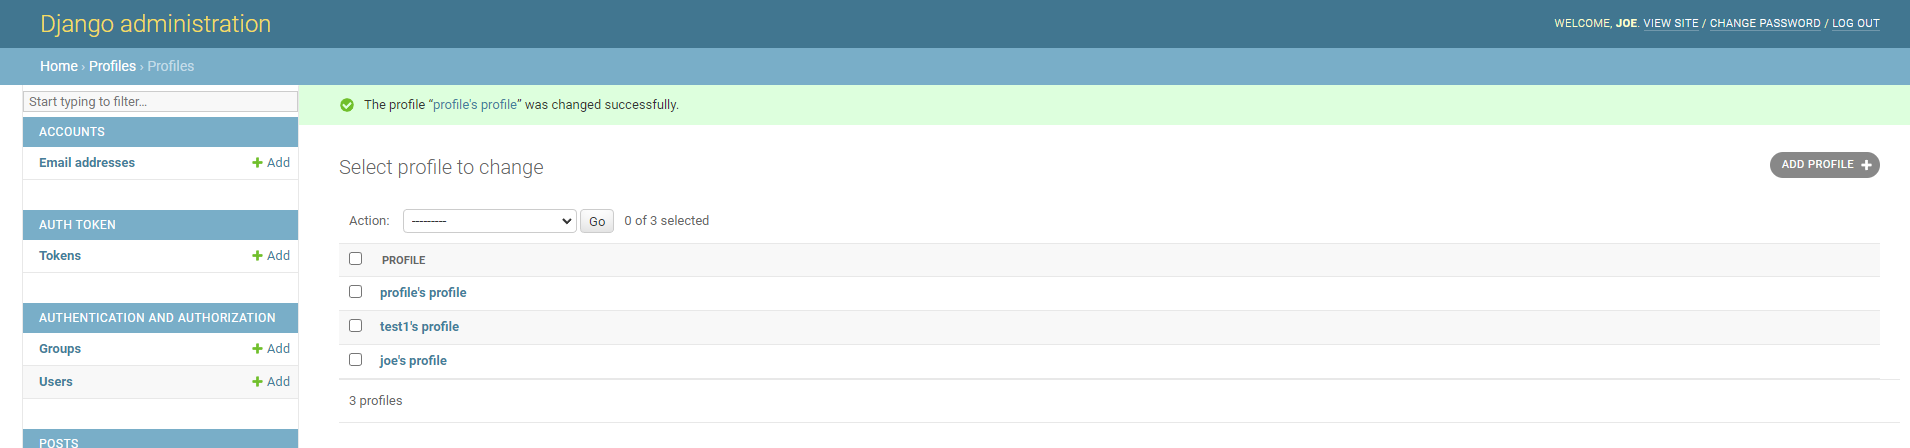 Django administration
WELCOME, JOE. VIEW SITE / CHANGE PASSWORD / LOG OUT
Home › Profiles › Profiles
Start typing to filter...
ACCOUNTS
Email addresses + Add
AUTH TOKEN
Tokens + Add
AUTHENTICATION AND AUTHORIZATION
Groups + Add
Users + Add
POSTS
The profile “profile's profile” was changed successfully.
Select profile to change
ADD PROFILE +
Action: --------- Go 0 of 3 selected
PROFILE
profile's profile
test1's profile
joe's profile
3 profiles